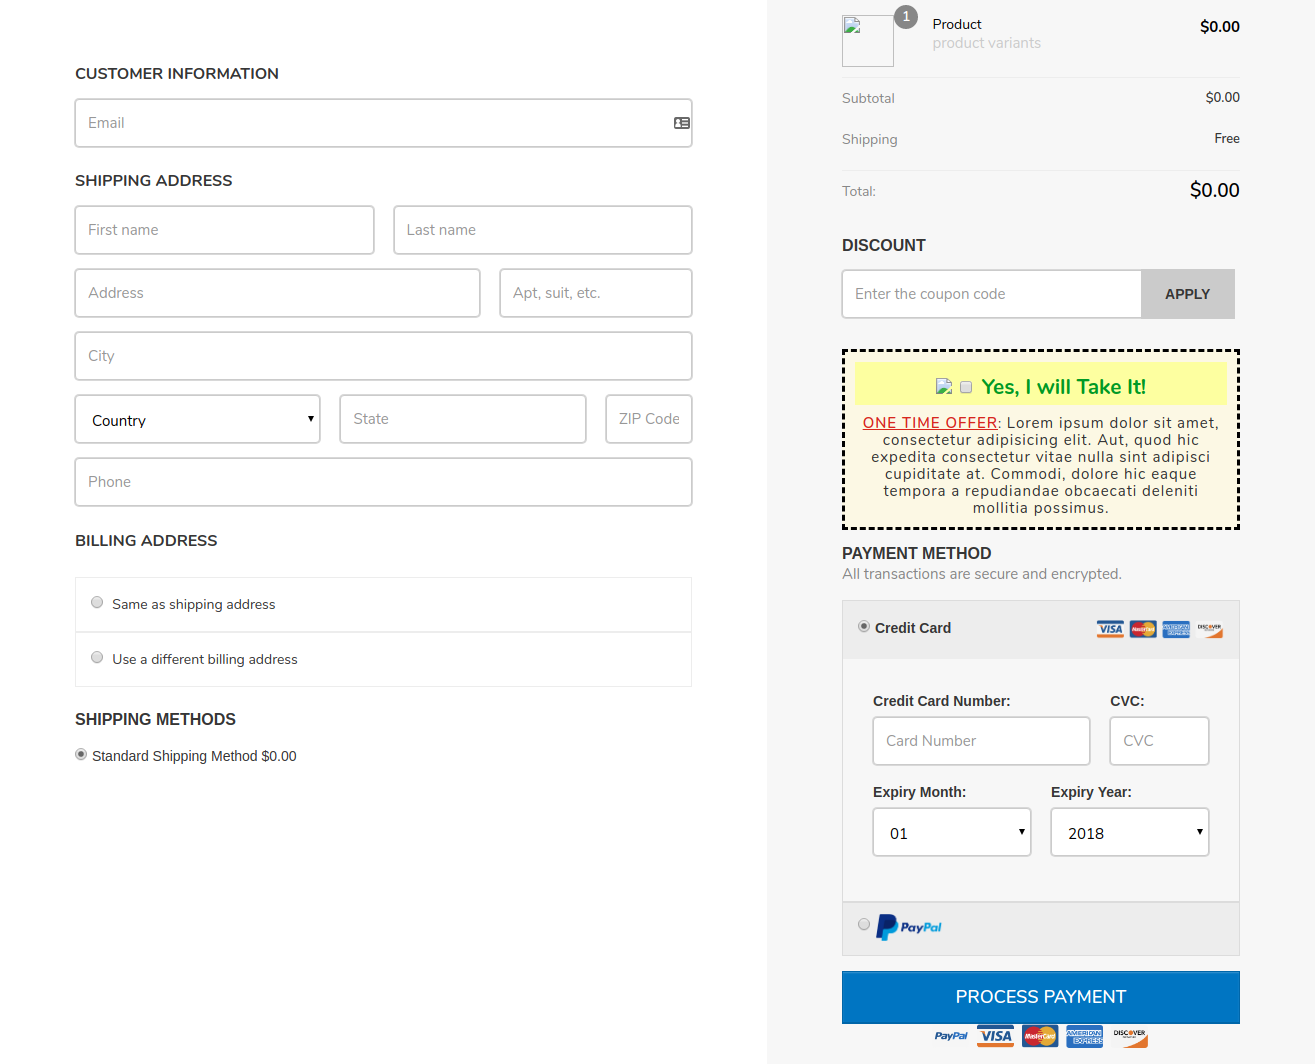 CUSTOMER INFORMATION
Email
SHIPPING ADDRESS
First name
Last name
Address
Apt, suit, etc.
City
Country
State
ZIP Code
Phone
BILLING ADDRESS
Same as shipping address
Use a different billing address
SHIPPING METHODS
Standard Shipping Method $0.00
1
Product
$0.00
product variants
Subtotal
$0.00
Shipping
Free
Total:
$0.00
DISCOUNT
Enter the coupon code
APPLY
Yes, I will Take It!
ONE TIME OFFER: Lorem ipsum dolor sit amet,
consectetur adipisicing elit. Aut, quod hic
expedita consectetur vitae nulla sint adipisci
cupiditate at. Commodi, dolore hic eaque
tempora a repudiandae obcaecati deleniti
mollitia possimus.
PAYMENT METHOD
All transactions are secure and encrypted.
Credit Card
VISA
MasterCard
AMERICAN EXPRESS
DISCOVER
Credit Card Number:
CVC:
Card Number
CVC
Expiry Month:
Expiry Year:
01
2018
PayPal
PROCESS PAYMENT
PayPal
VISA
MasterCard
AMERICAN EXPRESS
DISCOVER